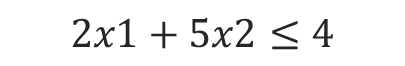 2x1 + 5x2 ≤ 4